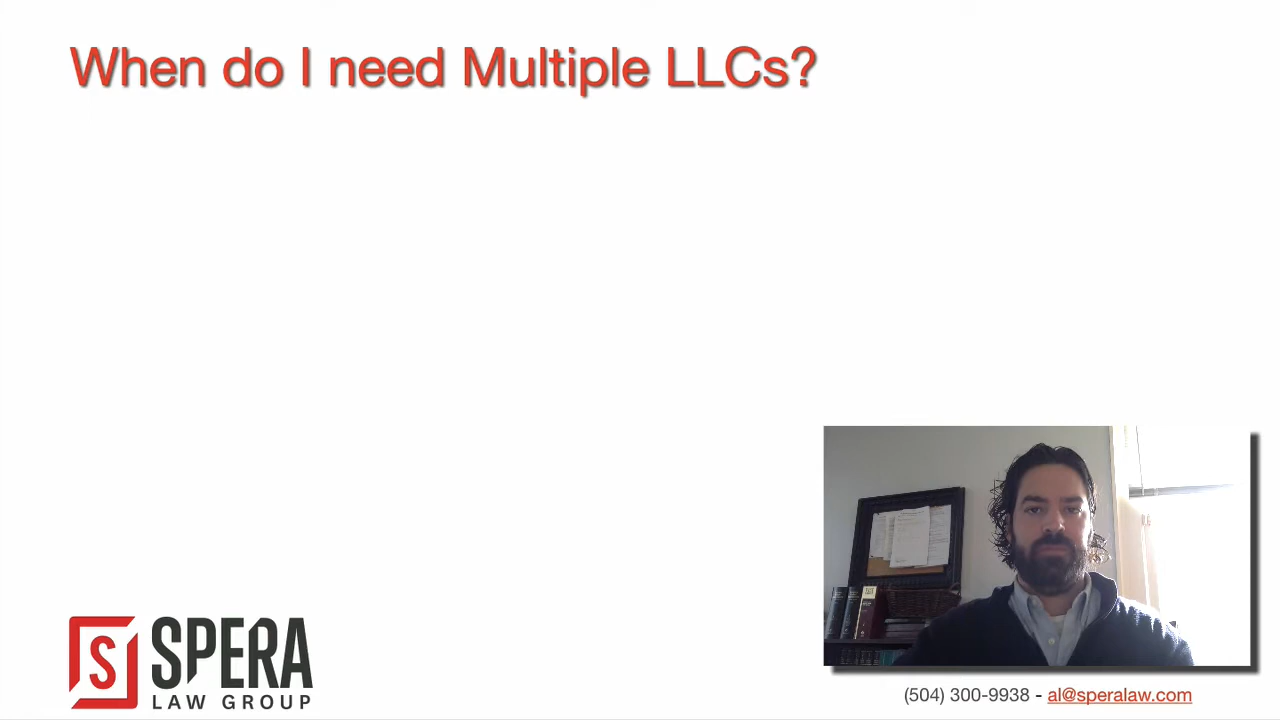 When do I need Multiple LLCs?
S SPERA
LAW GROUP
(504) 300-9938 - al@speralaw.com